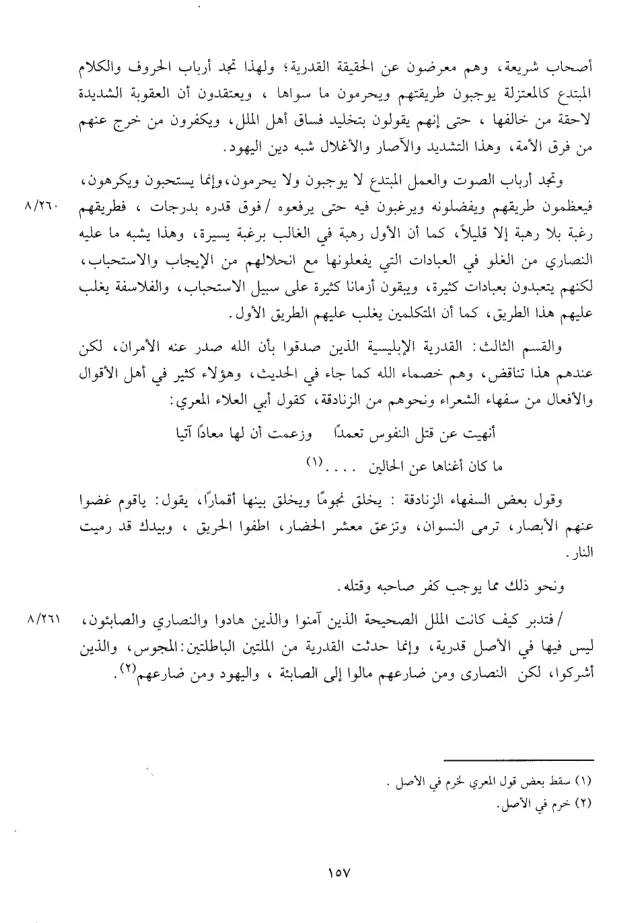 أصحاب شريعة، وهم معرضون عن الحقيقة القدرية؛ ولهذا تجد أرباب الحروف والكلام
المبتدع كالمعتزلة يوجبون طريقتهم ويحرمون ما سواها ، ويعتقدون أن العقوبة الشديدة
لاحقة من خالفها ، حتى إنهم يقولون بتخليد فساق أهل الملل، ويكفرون من خرج عنهم
من فرق الأمة، وهذا التشديد والآصار والأغلال شبه دين اليهود.
وتجد أرباب الصوت والعمل المبتدع لا يوجبون ولا يحرمون،وإنما يستحبون ويكرهون،
فيعظمون طريقهم ويفضلونه ويرغبون فيه حتى يرفعوه /فوق قدره بدرجات ، فطريقهم ٨/٢٦٠
رغبة بلا رهبة إلا قليلاً، كما أن الأول رهبة في الغالب برغبة يسيرة، وهذا يشبه ما عليه
النصاري من الغلو في العبادات التي يفعلونها مع انحلالهم من الإيجاب والاستحباب،
لكنهم يتعبدون بعبادات كثيرة، ويبقون أزمانا كثيرة على سبيل الاستحباب، والفلاسفة يغلب
عليهم هذا الطريق، كما أن المتكلمين يغلب عليهم الطريق الأول.
والقسم الثالث: القدرية الإبليسية الذين صدقوا بأن الله صدر عنه الأمران، لكن
عندهم هذا تناقض، وهم خصماء الله كما جاء في الحديث، وهؤلاء كثير في أهل الأقوال
والأفعال من سفهاء الشعراء ونحوهم من الزنادقة، كقول أبي العلاء المعري:
أنهيت عن قتل النفوس تعمدًا وزعمت أن لها معادًا آتيا
ما كان أغناها عن الحالين ....(١)
وقول بعض السفهاء الزنادقة : يخلق نجومًا ويخلق بينها أقمارًا، يقول: ياقوم غضوا
عنهم الأبصار، ترمى النسوان، وتزعق معشر الحضار، اطفوا الحريق ، وبيدك قد رميت
النار.
ونحو ذلك مما يوجب كفر صاحبه وقتله.
/ فتدبر كيف كانت الملل الصحيحة الذين آمنوا والذين هادوا والنصاري والصابئون، ٨/٢٦١
ليس فيها في الأصل قدرية، وإنما حدثت القدرية من الملتين الباطلتين:المجوس، والذين
أشركوا، لكن النصارى ومن ضارعهم مالوا إلى الصابئة ، واليهود ومن ضارعهم(٢).
(١) سقط بعض قول المعري لخرم في الأصل .
(٢) خرم في الأصل.
١٥٧